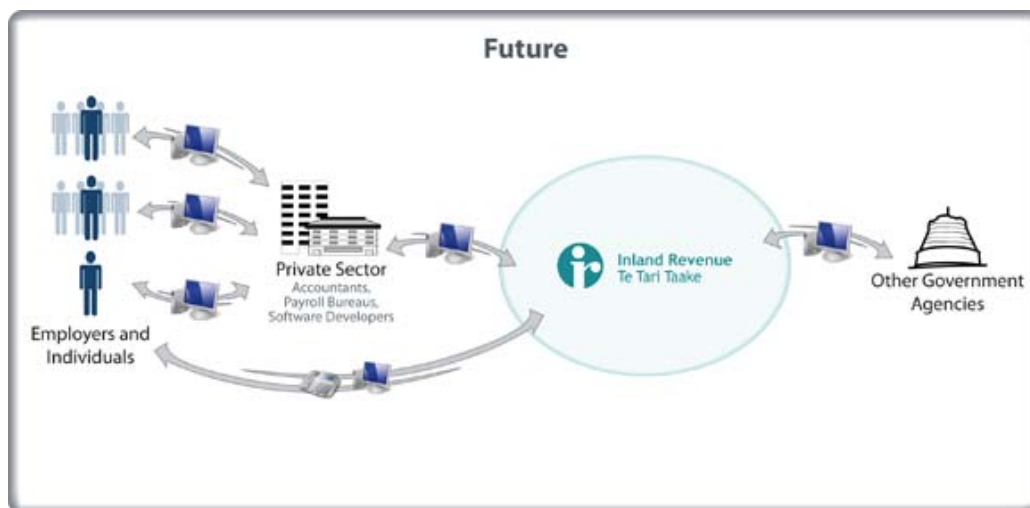 Future
Employers and
Individuals
Private Sector
Accountants,
Payroll Bureaus,
Software Developers
ir
Inland Revenue
Te Tari Taake
Other Government
Agencies